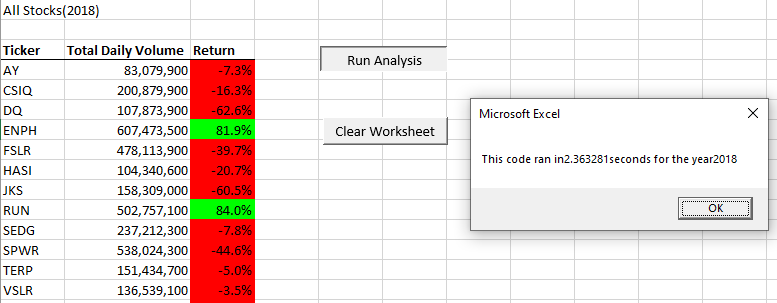 All Stocks(2018)
Ticker Total Daily Volume Return
AY 83,079,900 -7.3%
CSIQ 200,879,900 -16.3%
DQ 107,873,900 -62.6%
ENPH 607,473,500 81.9%
FSLR 478,113,900 -39.7%
HASI 104,340,600 -20.7%
JKS 158,309,000 -60.5%
RUN 502,757,100 84.0%
SEDG 237,212,300 -7.8%
SPWR 538,024,300 -44.6%
TERP 151,434,700 -5.0%
VSLR 136,539,100 -3.5%
Run Analysis
Clear Worksheet
Microsoft Excel
This code ran in2.363281seconds for the year2018
OK